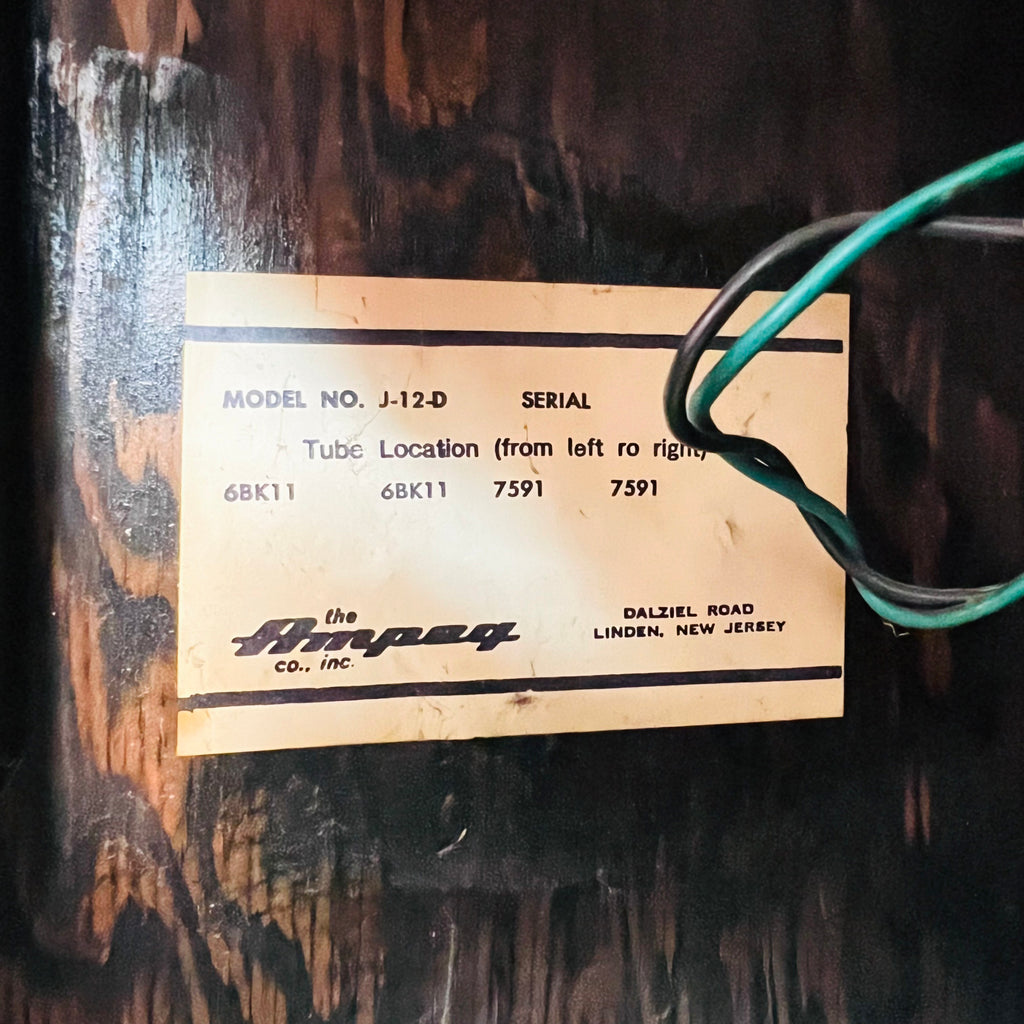 MODEL NO. J-12-D SERIAL
Tube Location (from left ro right)
6BK11 6BK11 7591 7591
the
Ampeg
co., inc.
DALZIEL ROAD
LINDEN, NEW JERSEY